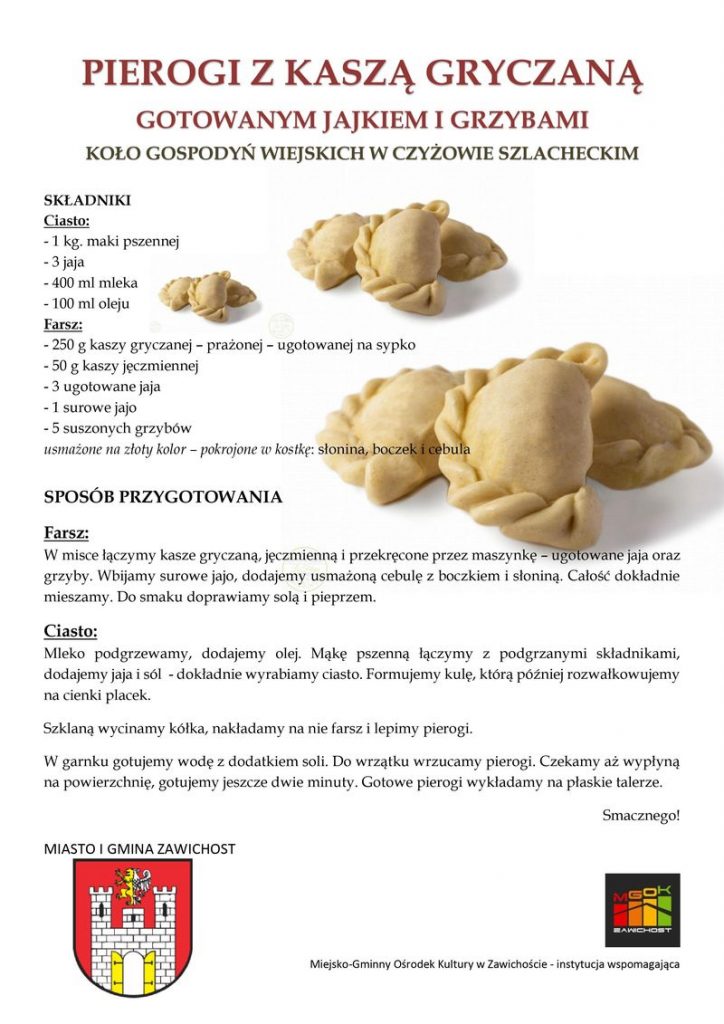 PIEROGI Z KASZĄ GRYCZANĄ
GOTOWANYM JAJKIEM I GRZYBAMI
KOŁO GOSPODYŃ WIEJSKICH W CZYŻOWIE SZLACHECKIM
SKŁADNIKI
Ciasto:
- 1 kg. maki pszennej
- 3 jaja
- 400 ml mleka
- 100 ml oleju
Farsz:
- 250 g kaszy gryczanej – prażonej – ugotowanej na sypko
- 50 g kaszy jęczmiennej
- 3 ugotowane jaja
- 1 surowe jajo
- 5 suszonych grzybów
usmażone na złoty kolor – pokrojone w kostkę: słonina, boczek i cebula
SPOSÓB PRZYGOTOWANIA
Farsz:
W misce łączymy kasze gryczaną, jęczmienną i przekręcone przez maszynkę – ugotowane jaja oraz
grzyby. Wbijamy surowe jajo, dodajemy usmażoną cebulę z boczkiem i słoniną. Całość dokładnie
mieszamy. Do smaku doprawiamy solą i pieprzem.
Ciasto:
Mleko podgrzewamy, dodajemy olej. Mąkę pszenną łączymy z podgrzanymi składnikami,
dodajemy jaja i sól - dokładnie wyrabiamy ciasto. Formujemy kulę, którą później rozwałkowujemy
na cienki placek.
Szklaną wycinamy kółka, nakładamy na nie farsz i lepimy pierogi.
W garnku gotujemy wodę z dodatkiem soli. Do wrzątku wrzucamy pierogi. Czekamy aż wypłyną
na powierzchnię, gotujemy jeszcze dwie minuty. Gotowe pierogi wykładamy na płaskie talerze.
Smacznego!
MIASTO I GMINA ZAWICHOST
MGOK
ZAWICHOST
Miejsko-Gminny Ośrodek Kultury w Zawichoście - instytucja wspomagająca